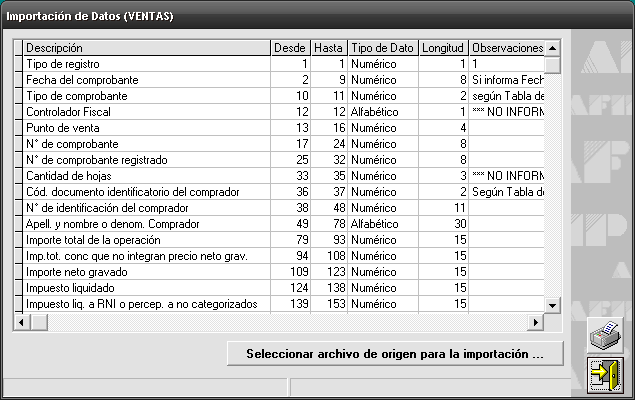 Importación de Datos (VENTAS)
Descripción Desde Hasta Tipo de Dato Longitud Observaciones
Tipo de registro 1 1 Numérico 1 1
Fecha del comprobante 2 9 Numérico 8 Si informa Fech
Tipo de comprobante 10 11 Numérico 2 según Tabla de
Controlador Fiscal 12 12 Alfabético 1 *** NO INFORM
Punto de venta 13 16 Numérico 4
N° de comprobante 17 24 Numérico 8
N° de comprobante registrado 25 32 Numérico 8
Cantidad de hojas 33 35 Numérico 3 *** NO INFORM
Cód. documento identificatorio del comprador 36 37 Numérico 2 Según Tabla de
N° de identificación del comprador 38 48 Numérico 11
Apell. y nombre o denom. Comprador 49 78 Alfabético 30
Importe total de la operación 79 93 Numérico 15
Imp.tot. conc que no integran precio neto grav. 94 108 Numérico 15
Importe neto gravado 109 123 Numérico 15
Impuesto liquidado 124 138 Numérico 15
Impuesto liq. a RNI o percep. a no categorizados 139 153 Numérico 15
Seleccionar archivo de origen para la importación ...